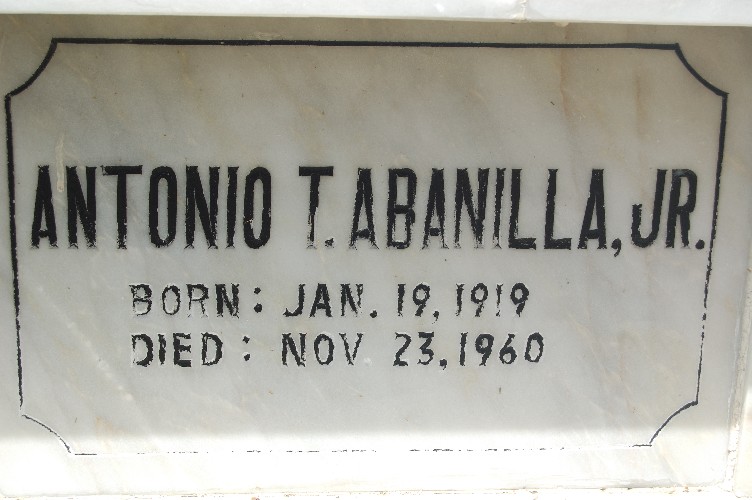 ANTONIO T. ABANILLA, JR.
BORN: JAN. 19, 1919
DIED: NOV 23, 1960